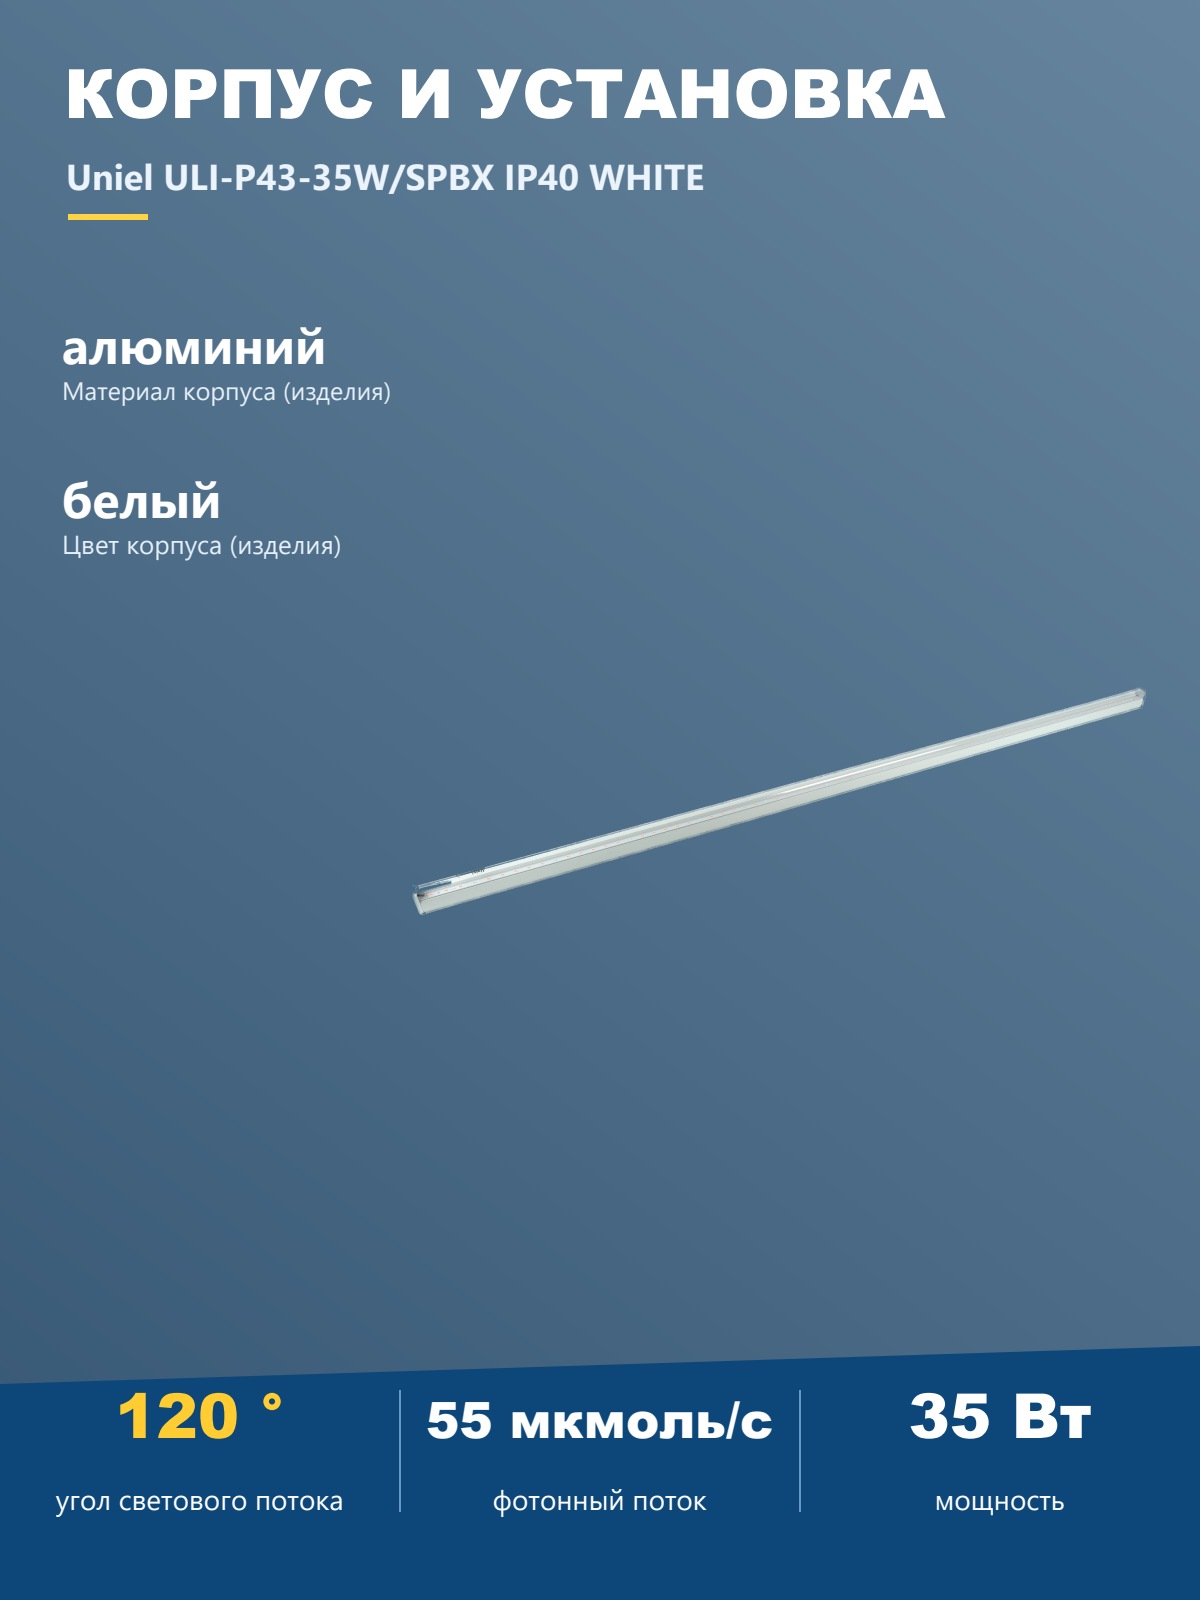 КОРПУС И УСТАНОВКА
Uniel ULI-P43-35W/SPBX IP40 WHITE
алюминий
Материал корпуса (изделия)
белый
Цвет корпуса (изделия)
120 °
угол светового потока
55 мкмоль/с
фотонный поток
35 Вт
мощность